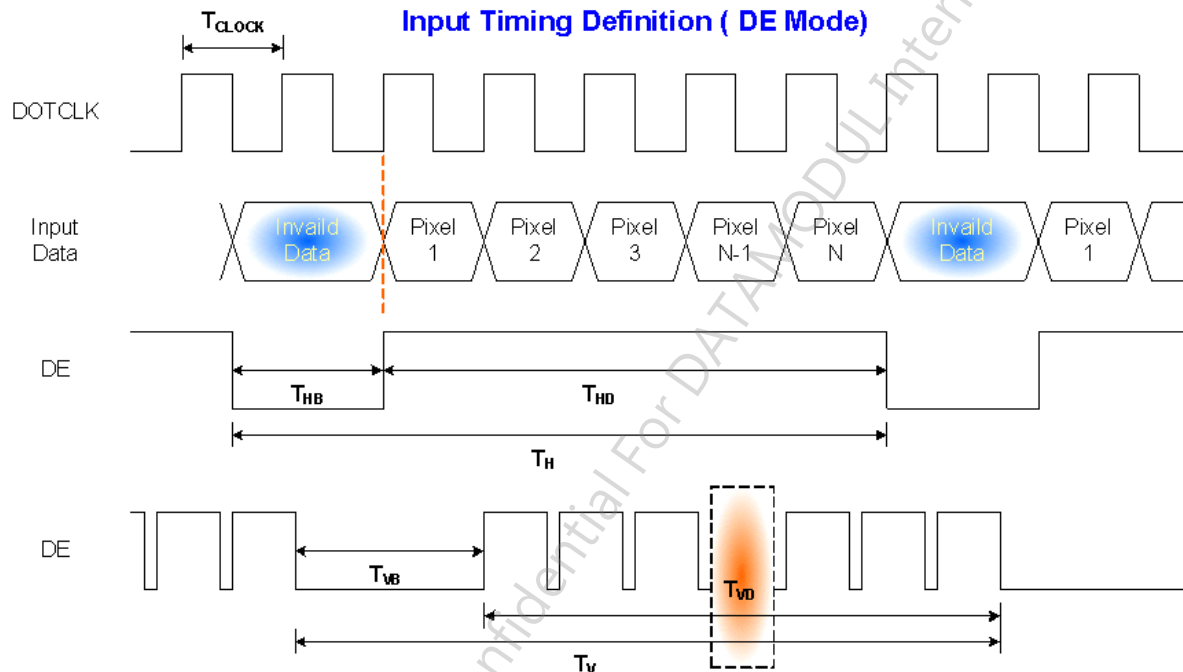 Input Timing Definition ( DE Mode)
TCLOCK
DOTCLK
Input
Data
Invaild
Data
Pixel
1
Pixel
2
Pixel
3
Pixel
N-1
Pixel
N
Invaild
Data
Pixel
1
DE
THB
THD
TH
DE
TVB
TVD
TV
nfidential For DATAMODUL Inter